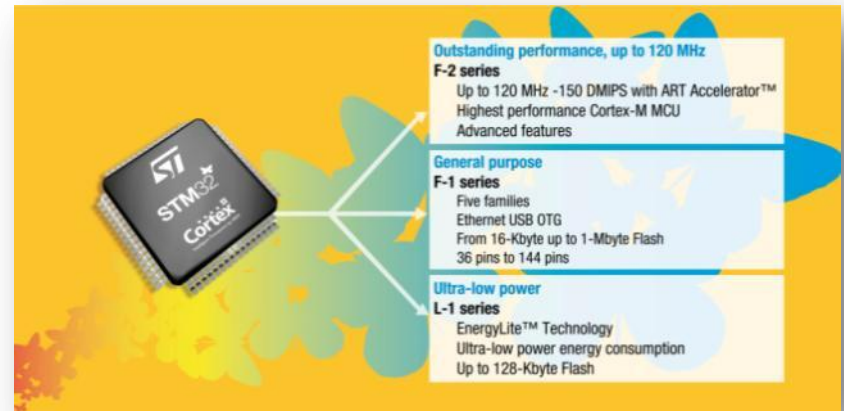 ST
STM32
Cortex
Outstanding performance, up to 120 MHz
F-2 series
Up to 120 MHz -150 DMIPS with ART Accelerator™
Highest performance Cortex-M MCU
Advanced features
General purpose
F-1 series
Five families
Ethernet USB OTG
From 16-Kbyte up to 1-Mbyte Flash
36 pins to 144 pins
Ultra-low power
L-1 series
EnergyLite™ Technology
Ultra-low power energy consumption
Up to 128-Kbyte Flash